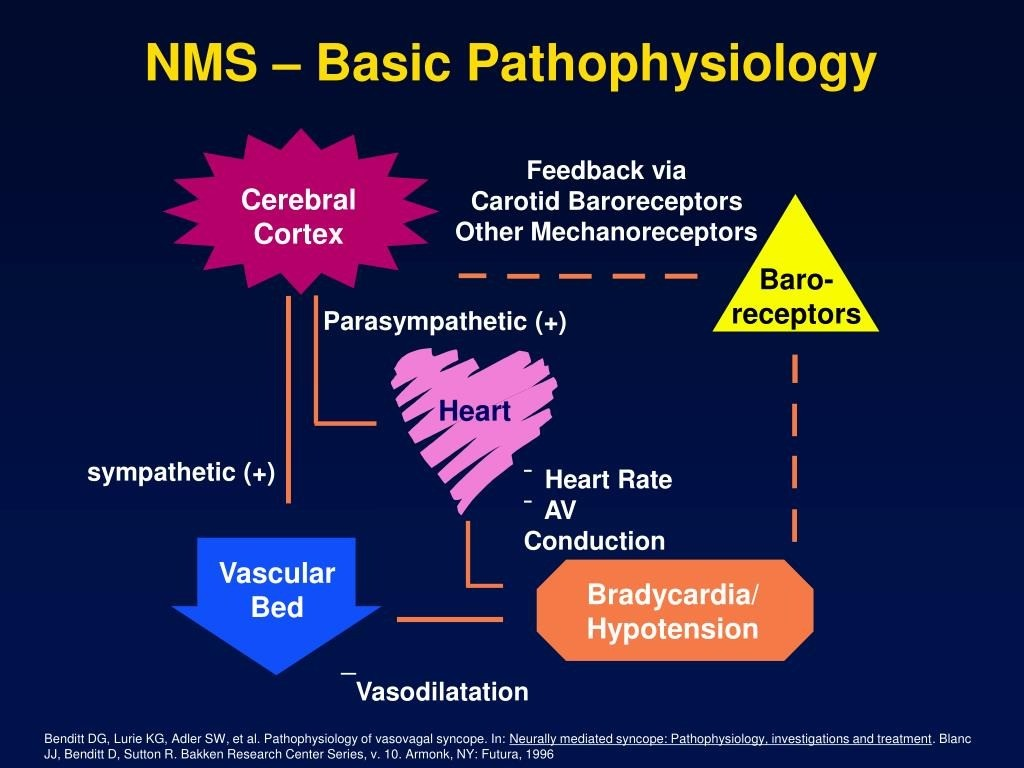 NMS – Basic Pathophysiology
Cerebral
Cortex
Feedback via
Carotid Baroreceptors
Other Mechanoreceptors
Baro-
receptors
Parasympathetic (+)
Heart
sympathetic (+)
¯ Heart Rate
¯ AV
Conduction
Vascular
Bed
Bradycardia/
Hypotension
¯Vasodilatation
Benditt DG, Lurie KG, Adler SW, et al. Pathophysiology of vasovagal syncope. In: Neurally mediated syncope: Pathophysiology, investigations and treatment. Blanc
JJ, Benditt D, Sutton R. Bakken Research Center Series, v. 10. Armonk, NY: Futura, 1996